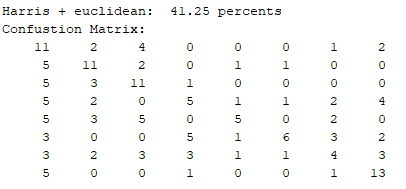 Harris + euclidean:  41.25 percents
Confustion Matrix:
11 2 4 0 0 0 1 2
5 11 2 0 1 1 0 0
5 3 11 1 0 0 0 0
5 2 0 5 1 1 2 4
5 3 5 0 5 0 2 0
3 0 0 5 1 6 3 2
3 2 3 3 1 1 4 3
5 0 0 1 0 0 1 13